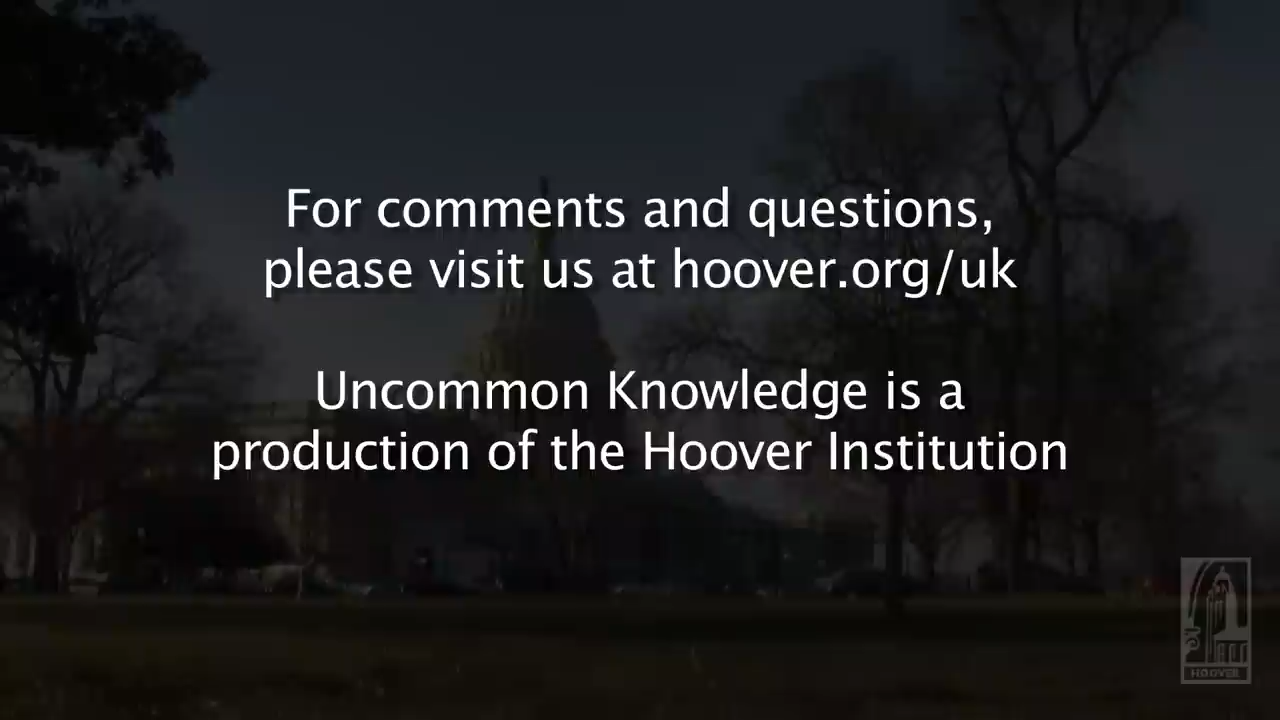 For comments and questions,
please visit us at hoover.org/uk
Uncommon Knowledge is a
production of the Hoover Institution
HOOVER